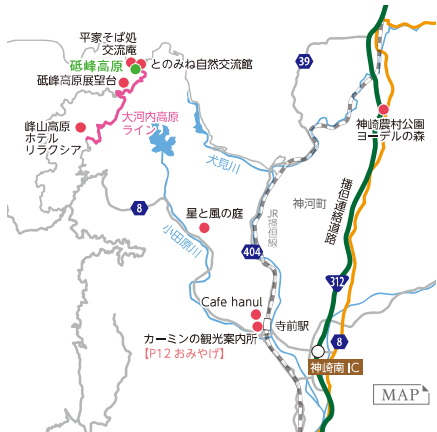 平家そば処
交流庵
砥峰高原
とのみね自然交流館
砥峰高原展望台
大河内高原
ライン
峰山高原
ホテル
リラクシア
39
神崎農村公園
ヨーデルの森
犬見川
8
星と風の庭
小田原川
JR播但線
神河町
播但連絡道路
404
312
Cafe hanul
寺前駅
カーミンの観光案内所
【P12 おみやげ】
8
神崎南IC
MAP